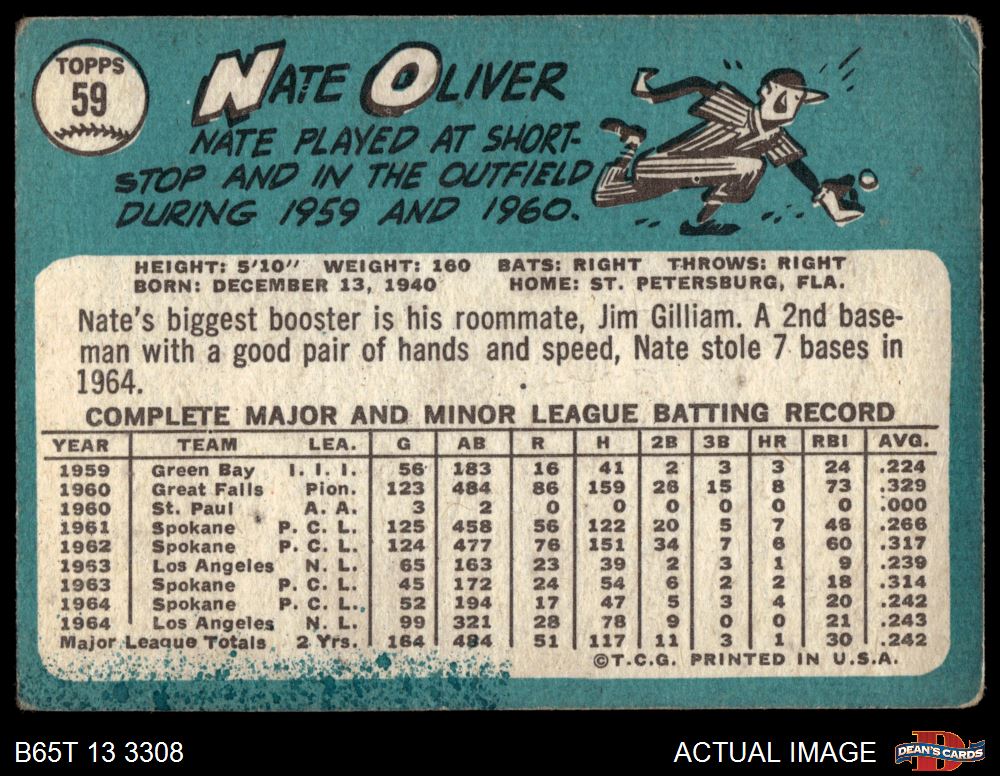 TOPPS
59
NATE OLIVER
NATE PLAYED AT SHORT-
STOP AND IN THE OUTFIELD
DURING 1959 AND 1960.
HEIGHT: 5'10" WEIGHT: 160 BATS: RIGHT THROWS: RIGHT
BORN: DECEMBER 13, 1940 HOME: ST. PETERSBURG, FLA.
Nate's biggest booster is his roommate, Jim Gilliam. A 2nd base-
man with a good pair of hands and speed, Nate stole 7 bases in
1964.
COMPLETE MAJOR AND MINOR LEAGUE BATTING RECORD
YEAR TEAM LEA. G AB R H 2B 3B HR RBI AVG.
1959 Green Bay I. I. I. 56 183 16 41 2 3 3 24 .224
1960 Great Falls Pion. 123 484 86 159 26 15 8 73 .329
1960 St. Paul A. A. 3 2 0 0 0 0 0 0 .000
1961 Spokane P. C. L. 125 458 56 122 20 5 7 46 .266
1962 Spokane P. C. L. 124 477 76 151 34 7 6 60 .317
1963 Los Angeles N. L. 65 163 23 39 2 3 1 9 .239
1963 Spokane P. C. L. 45 172 24 54 6 2 2 18 .314
1964 Spokane P. C. L. 52 194 17 47 5 3 4 20 .242
1964 Los Angeles N. L. 99 321 28 78 9 0 0 21 .243
Major League Totals 2 Yrs. 164 484 51 117 11 3 1 30 .242
©T.C.G. PRINTED IN U.S.A.
B65T 13 3308 ACTUAL IMAGE DEAN'S CARDS